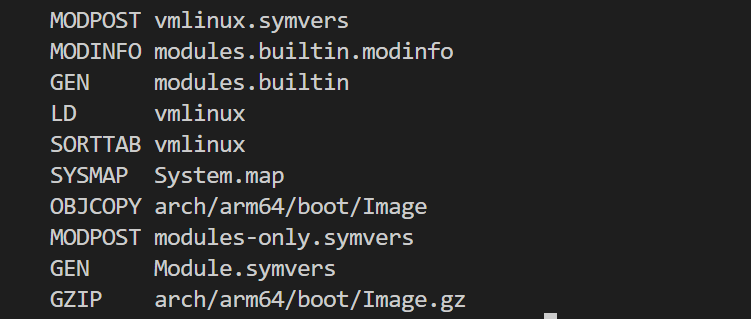 MODPOST vmlinux.symvers
MODINFO modules.builtin.modinfo
GEN     modules.builtin
LD      vmlinux
SORTTAB vmlinux
SYSMAP  System.map
OBJCOPY arch/arm64/boot/Image
MODPOST modules-only.symvers
GEN     Module.symvers
GZIP    arch/arm64/boot/Image.gz